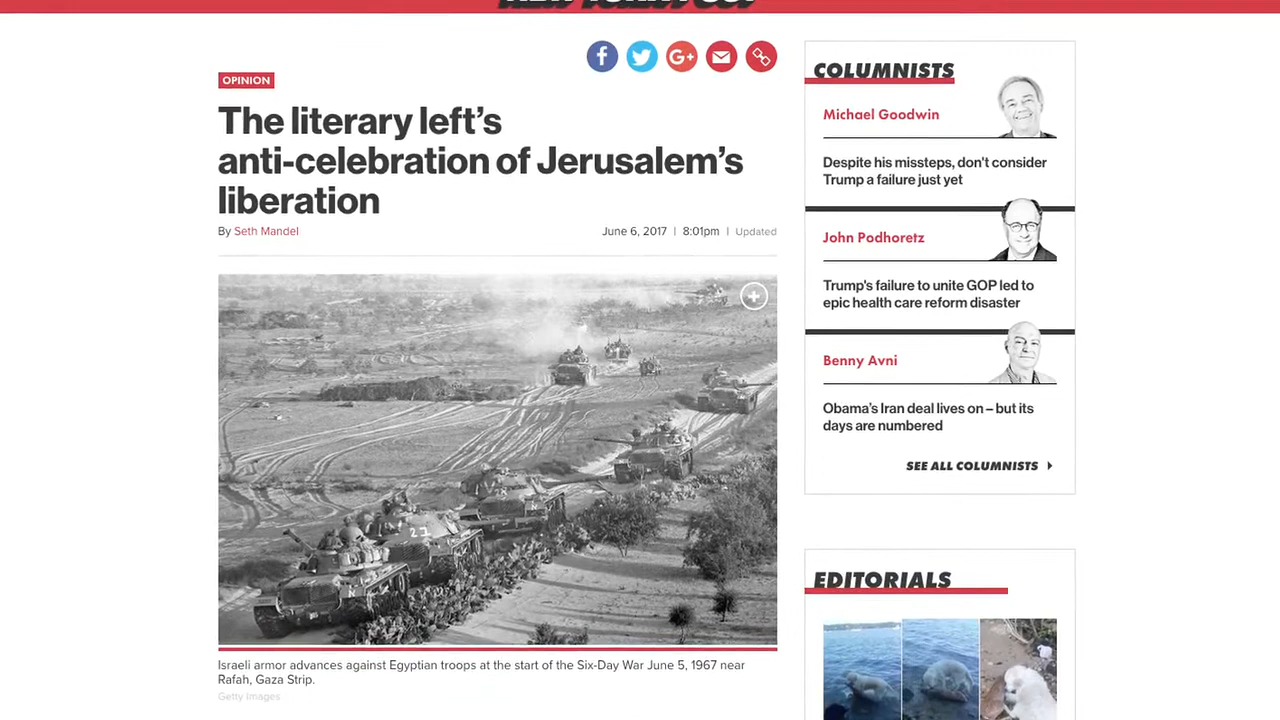 OPINION
The literary left's
anti-celebration of Jerusalem's
liberation
By Seth Mandel
June 6, 2017 | 8:01pm | Updated
21
Israeli armor advances against Egyptian troops at the start of the Six-Day War June 5, 1967 near
Rafah, Gaza Strip.
Getty Images
COLUMNISTS
Michael Goodwin
Despite his missteps, don't consider
Trump a failure just yet
John Podhoretz
Trump's failure to unite GOP led to
epic health care reform disaster
Benny Avni
Obama's Iran deal lives on – but its
days are numbered
SEE ALL COLUMNISTS
EDITORIALS